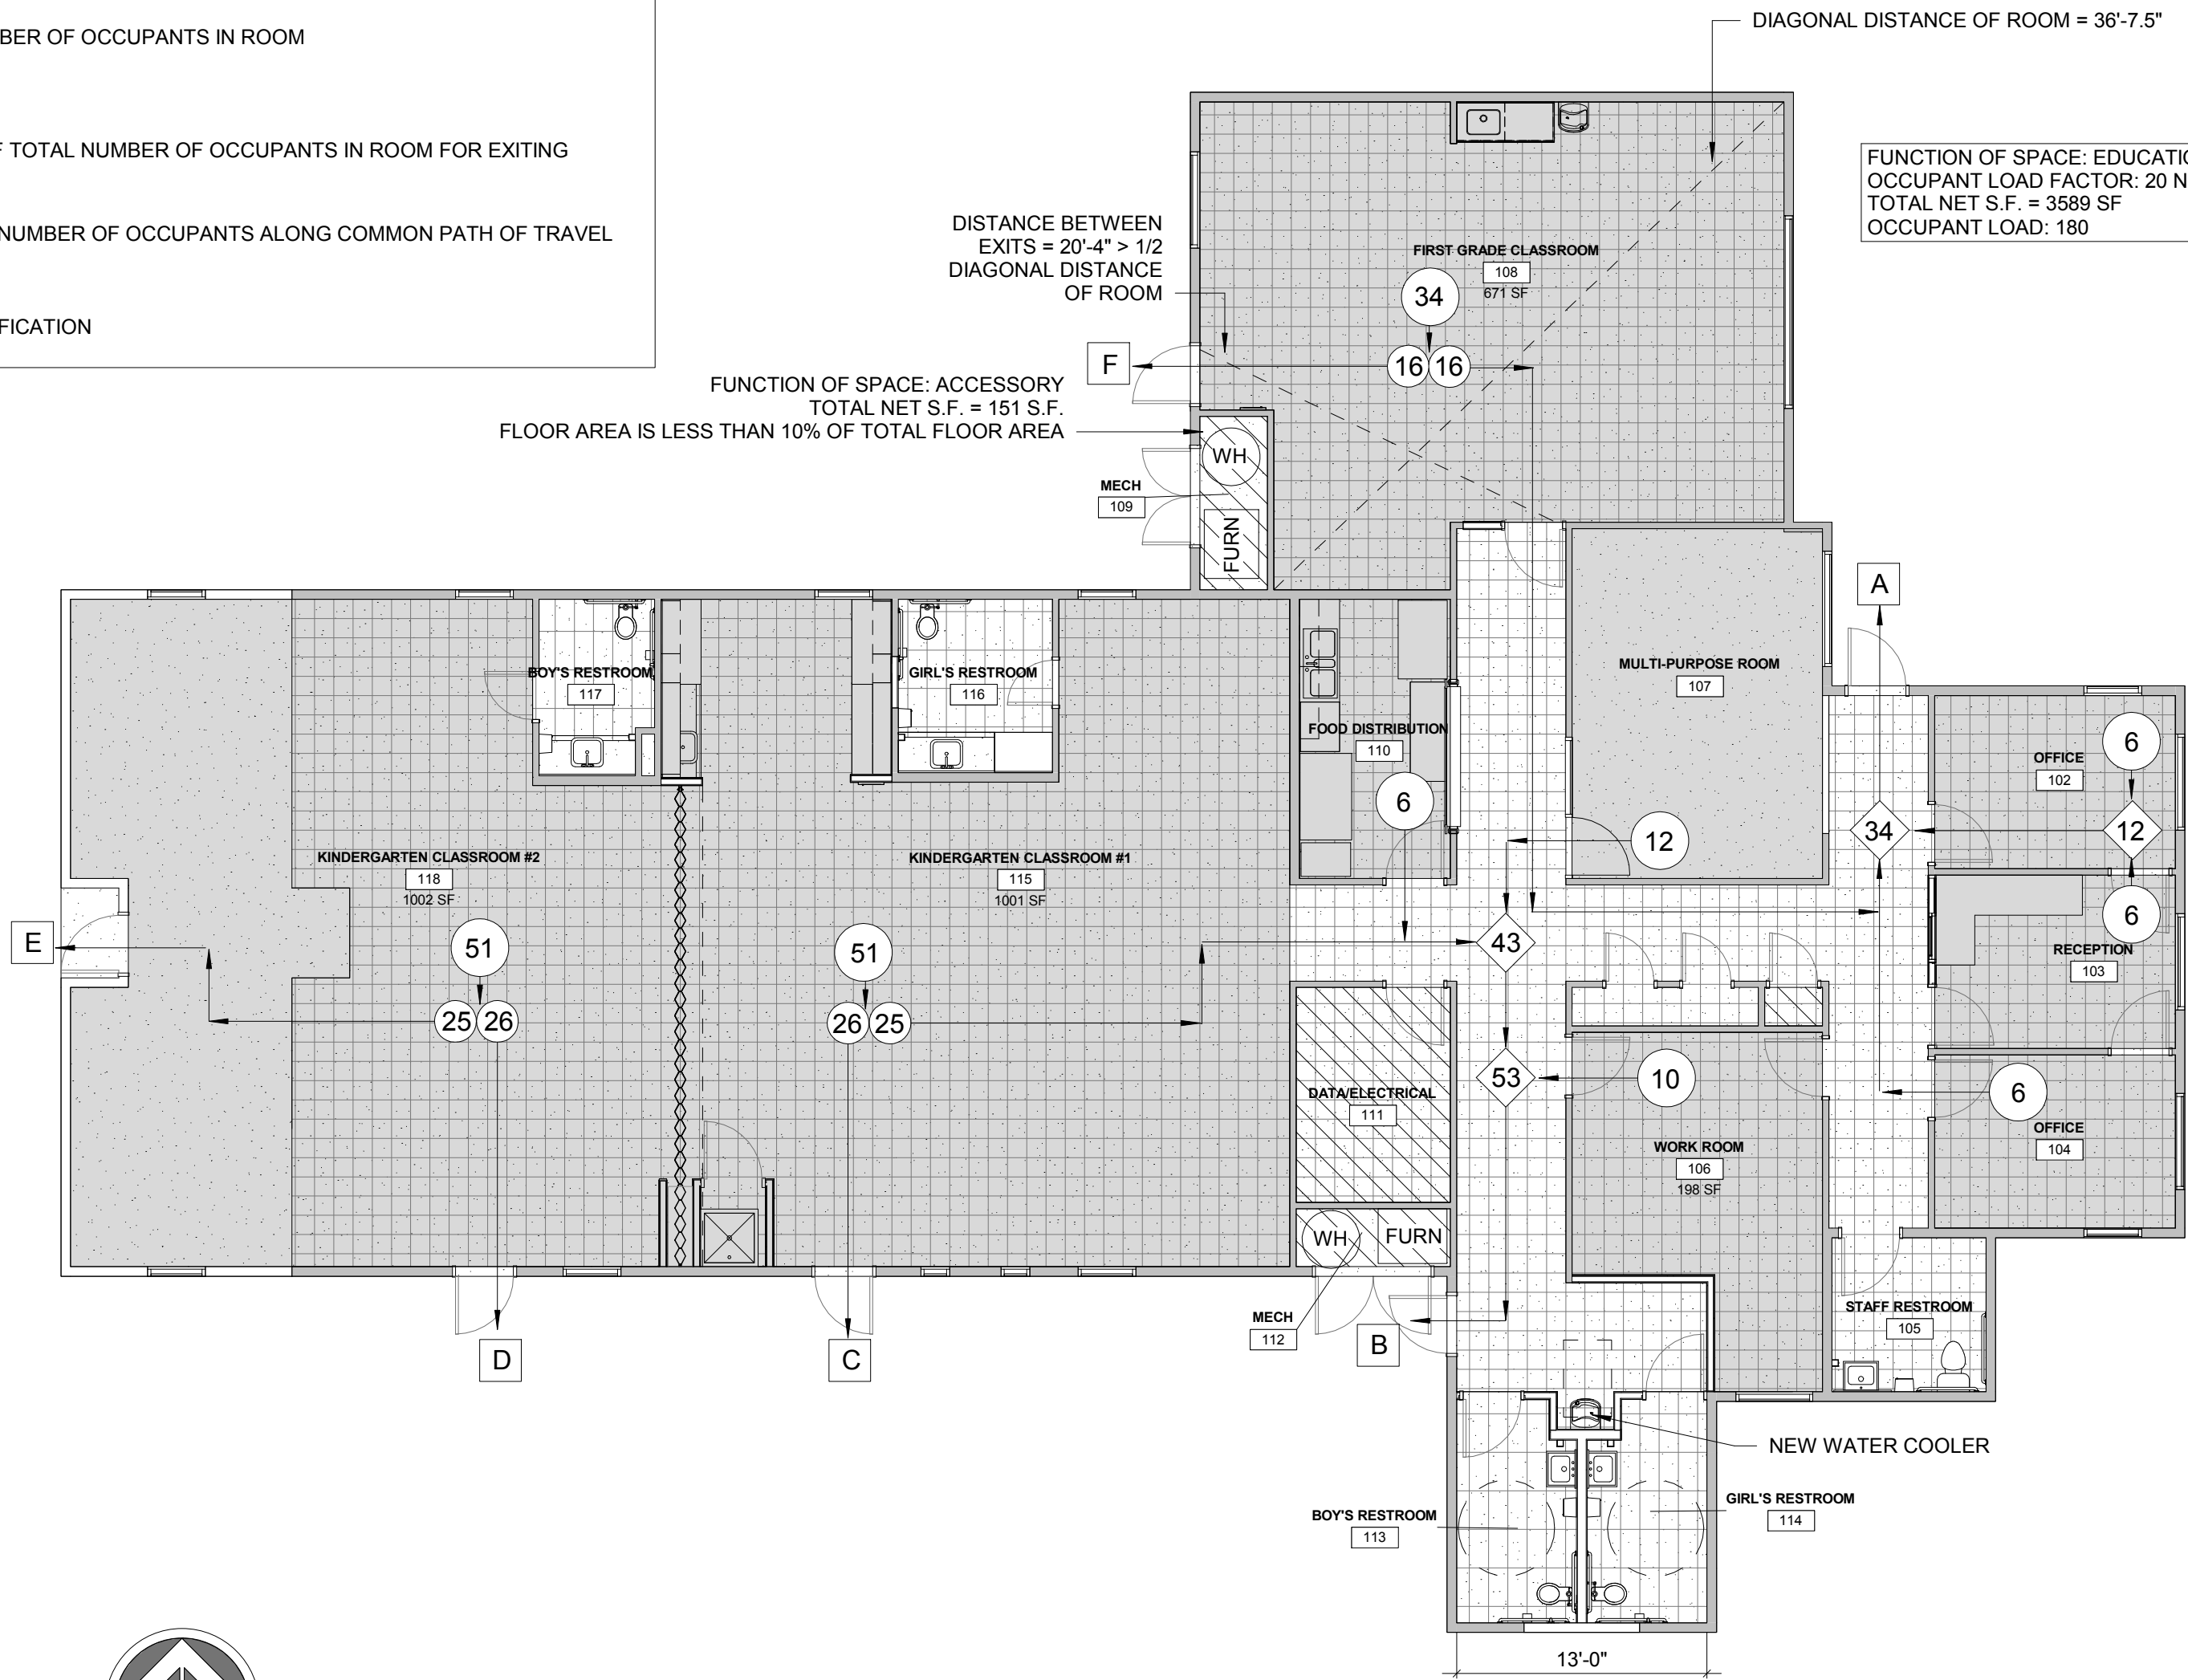 BER OF OCCUPANTS IN ROOM
TOTAL NUMBER OF OCCUPANTS IN ROOM FOR EXITING
NUMBER OF OCCUPANTS ALONG COMMON PATH OF TRAVEL
FICATION
DIAGONAL DISTANCE OF ROOM = 36'-7.5"
FUNCTION OF SPACE: EDUCATIO
OCCUPANT LOAD FACTOR: 20 N
TOTAL NET S.F. = 3589 SF
OCCUPANT LOAD: 180
DISTANCE BETWEEN
EXITS = 20'-4" > 1/2
DIAGONAL DISTANCE
OF ROOM
FIRST GRADE CLASSROOM
108
671 SF
34
16 16
F
FUNCTION OF SPACE: ACCESSORY
TOTAL NET S.F. = 151 S.F.
FLOOR AREA IS LESS THAN 10% OF TOTAL FLOOR AREA
WH
FURN
MECH
109
A
BOY'S RESTROOM
117
GIRL'S RESTROOM
116
FOOD DISTRIBUTION
110
6
MULTI-PURPOSE ROOM
107
12
OFFICE
102
6
12
34
6
RECEPTION
103
KINDERGARTEN CLASSROOM #2
118
1002 SF
51
25 26
E
KINDERGARTEN CLASSROOM #1
115
1001 SF
51
26 25
43
53
10
DATA/ELECTRICAL
111
WORK ROOM
106
198 SF
6
OFFICE
104
WH
FURN
MECH
112
B
C
D
STAFF RESTROOM
105
NEW WATER COOLER
BOY'S RESTROOM
113
GIRL'S RESTROOM
114
13'-0"